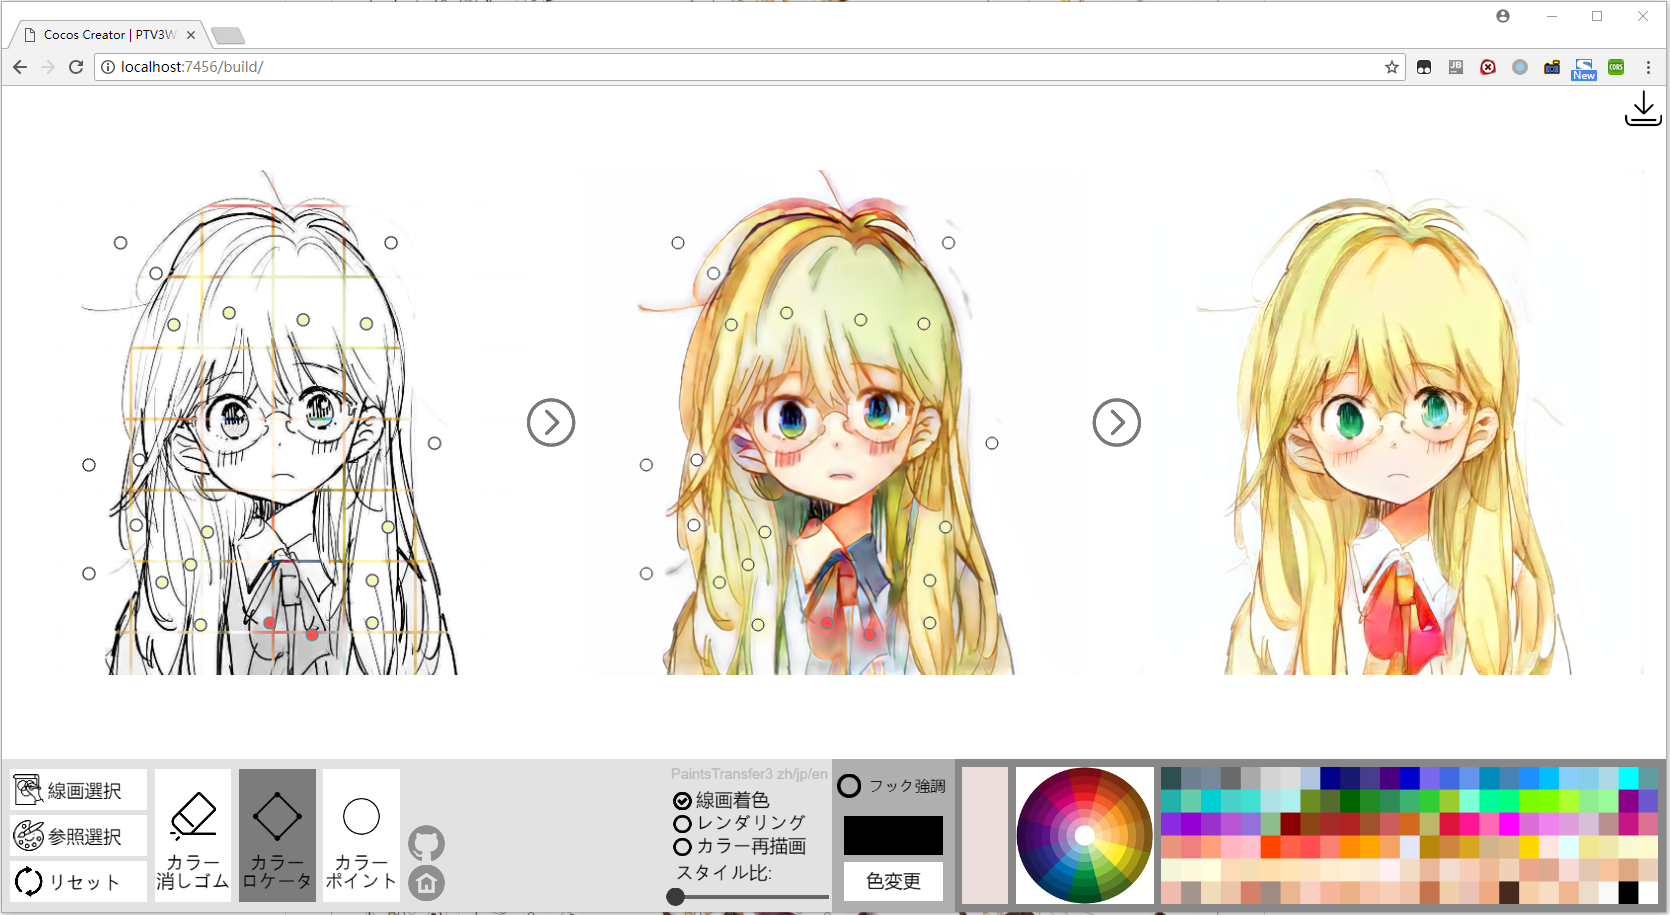 Cocos Creator | PTV3W
localhost:7456/build/
JB
New
CORS
線画選択
参照選択
リセット
カラー
消しゴム
カラー
ロケータ
カラー
ポイント
PaintsTransfer3 zh/jp/en
線画着色
レンダリング
カラー再描画
スタイル比:
フック強調
色変更